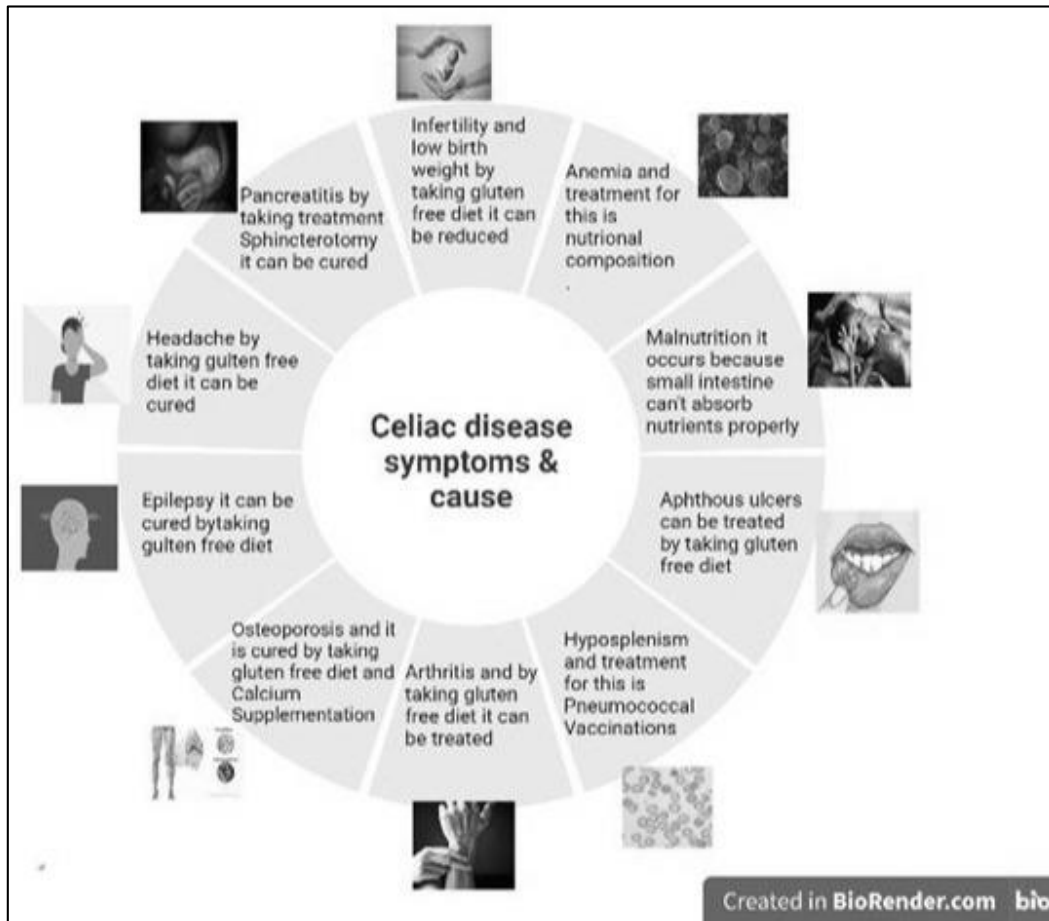 Infertility and
low birth
weight by
taking gluten
free diet it can
be reduced
Anemia and
treatment for
this is
nutrional
composition
.
Malnutrition it
occurs because
small intestine
can't absorb
nutrients properly
Aphthous ulcers
can be treated
by taking gluten
free diet
Hyposplenism
and treatment
for this is
Pneumococcal
Vaccinations
Arthritis and by
taking gluten
free diet it can
be treated
Osteoporosis and it
is cured by taking
gluten free diet and
Calcium
Supplementation
Epilepsy it can be
cured bytaking
gulten free diet
Headache by
taking gulten free
diet it can be
cured
Pancreatitis by
taking treatment
Sphincterotomy
it can be cured
Celiac disease
symptoms &
cause
Created in BioRender.com bio